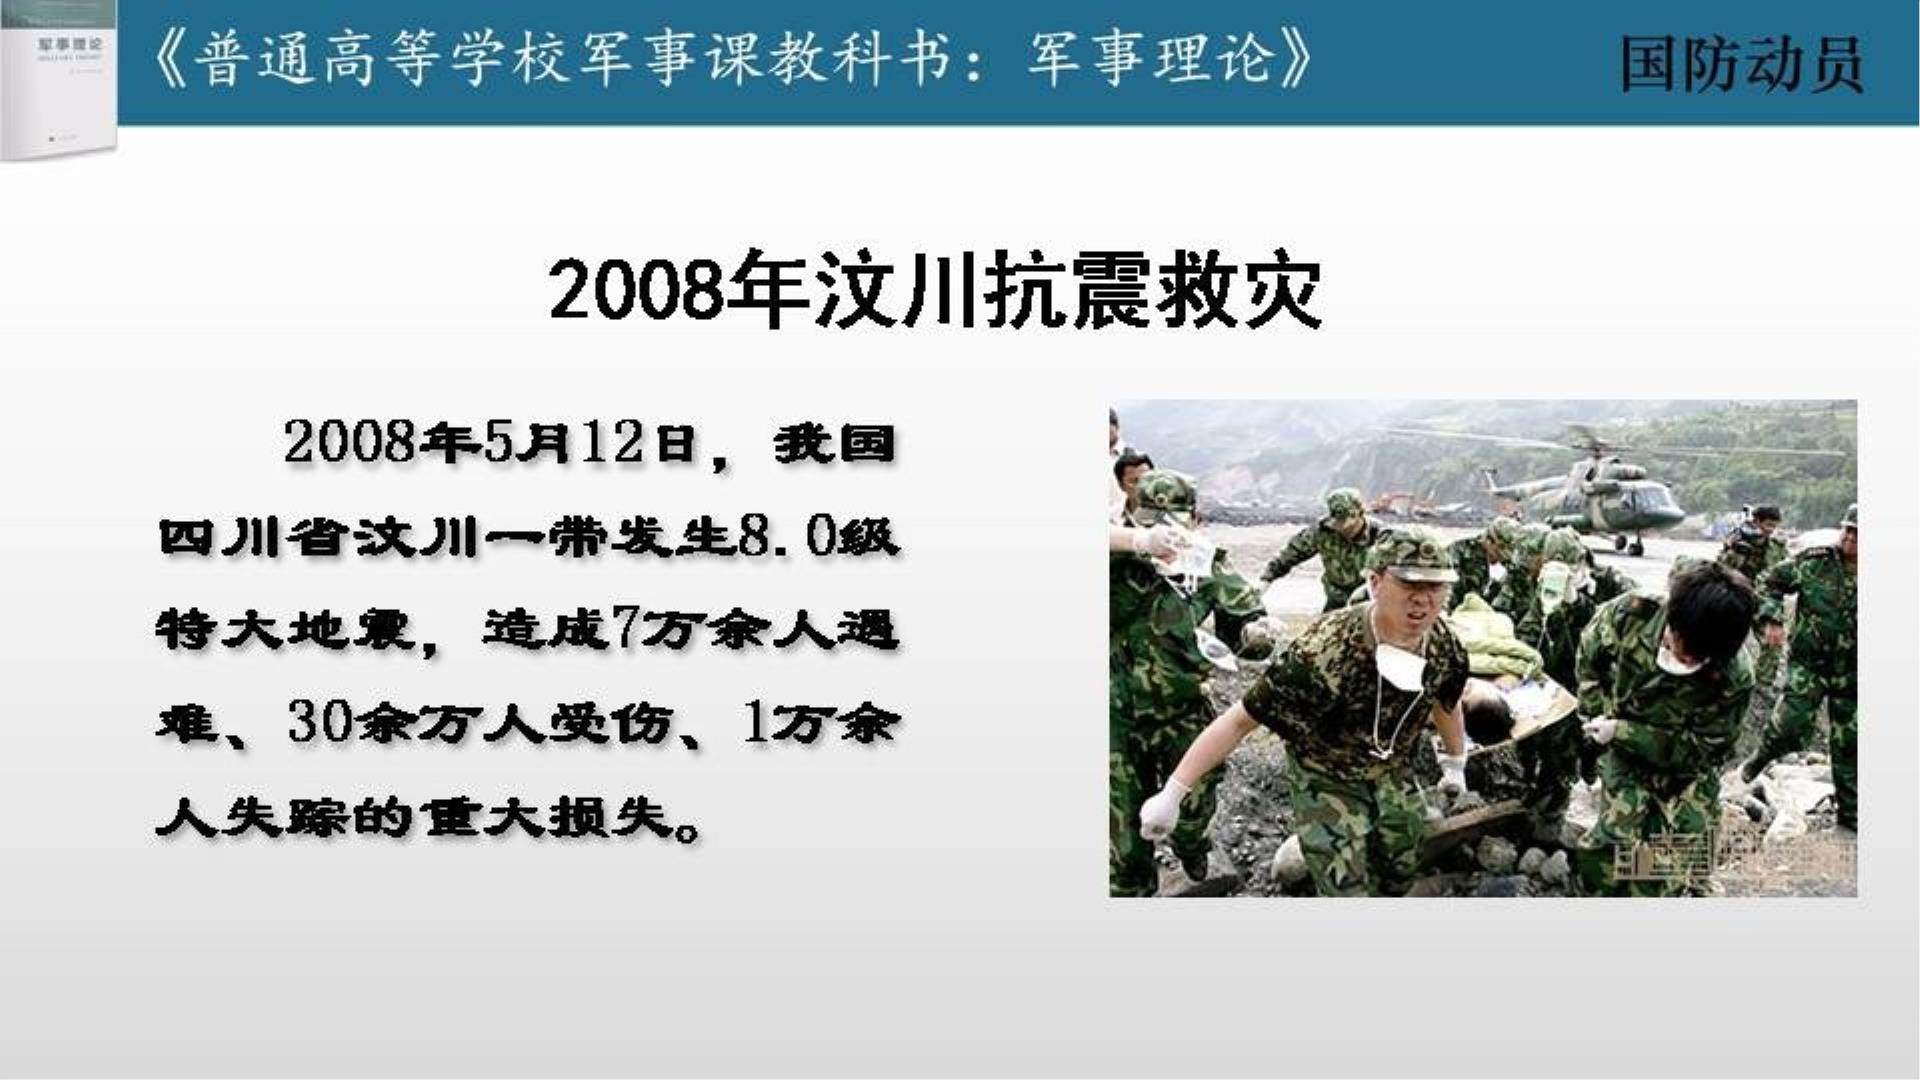 军事理论
《普通高等学校军事课教科书：军事理论》
国防动员
2008年汶川抗震救灾
2008年5月12日，我国
四川省汶川一带发生8.0级
特大地震，造成7万余人遇
难、30余万人受伤、1万余
人失踪的重大损失。